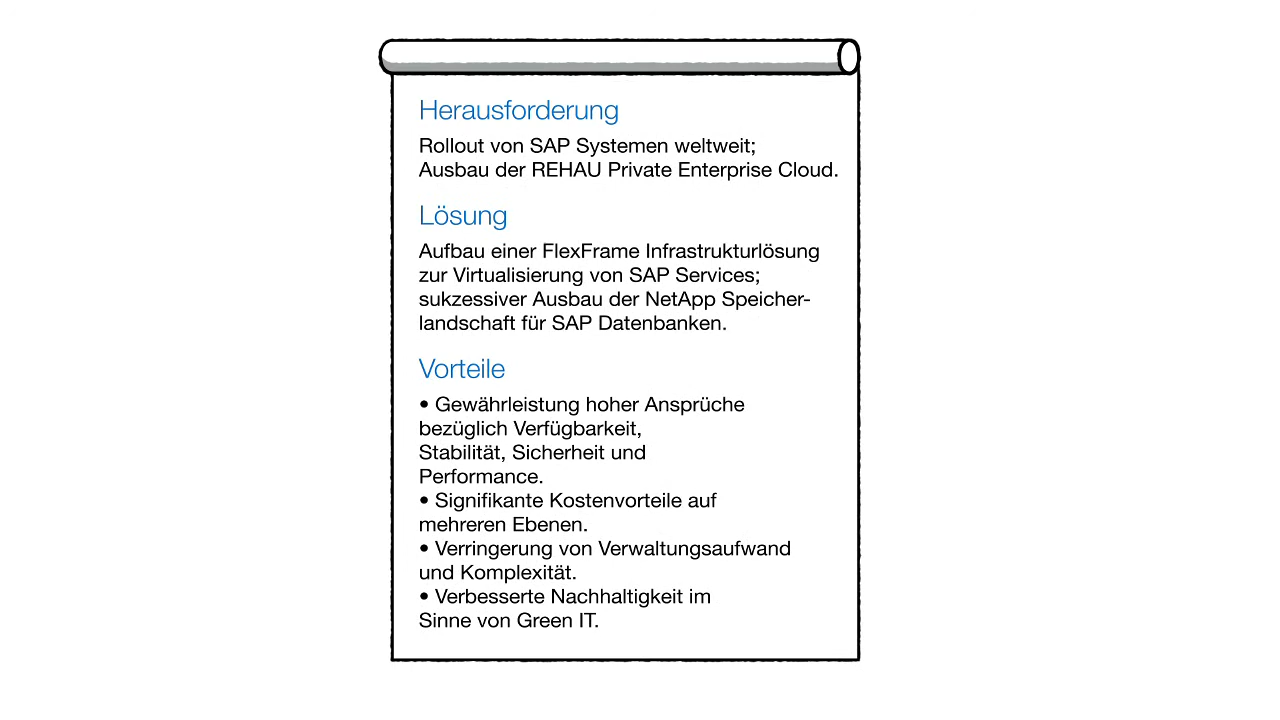 Herausforderung
Rollout von SAP Systemen weltweit;
Ausbau der REHAU Private Enterprise Cloud.
Lösung
Aufbau einer FlexFrame Infrastrukturlösung
zur Virtualisierung von SAP Services;
sukzessiver Ausbau der NetApp Speicher-
landschaft für SAP Datenbanken.
Vorteile
• Gewährleistung hoher Ansprüche
bezüglich Verfügbarkeit,
Stabilität, Sicherheit und
Performance.
• Signifikante Kostenvorteile auf
mehreren Ebenen.
• Verringerung von Verwaltungsaufwand
und Komplexität.
• Verbesserte Nachhaltigkeit im
Sinne von Green IT.